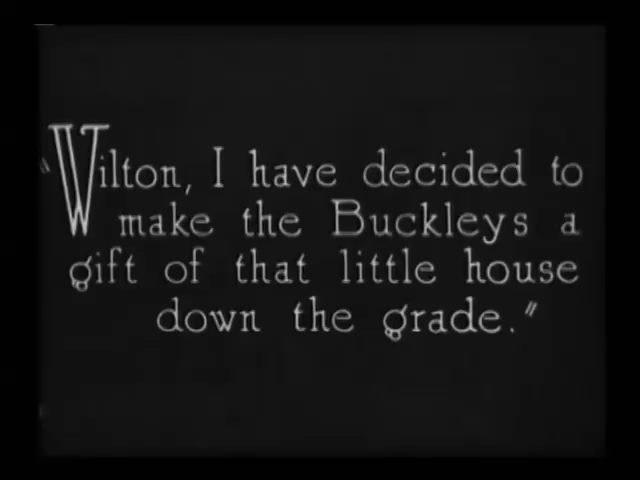 "Wilton, I have decided to
make the Buckleys a
gift of that little house
down the grade."